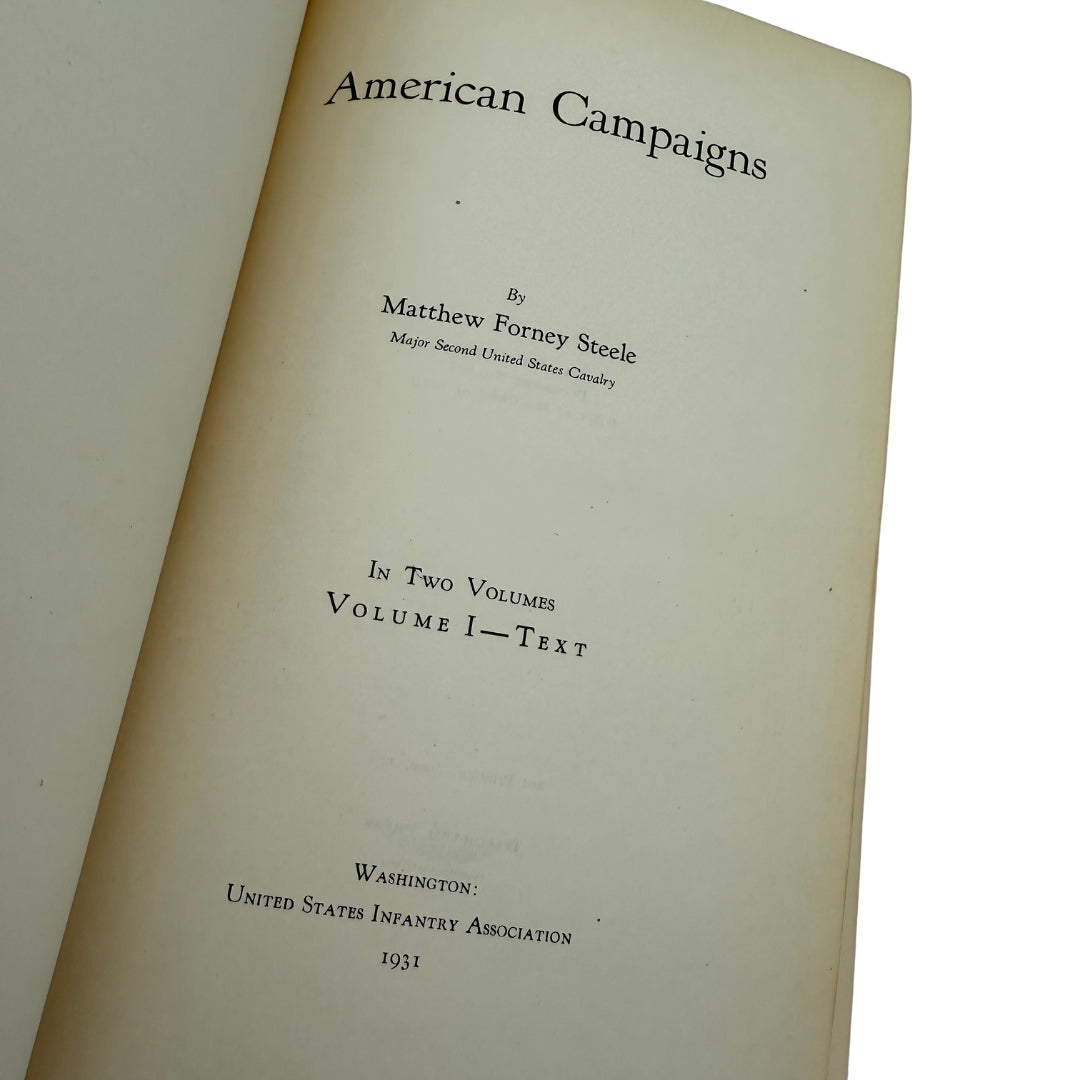 American Campaigns
By
Matthew Forney Steele
Major Second United States Cavalry
In Two Volumes
Volume I—Text
Washington:
United States Infantry Association
1931